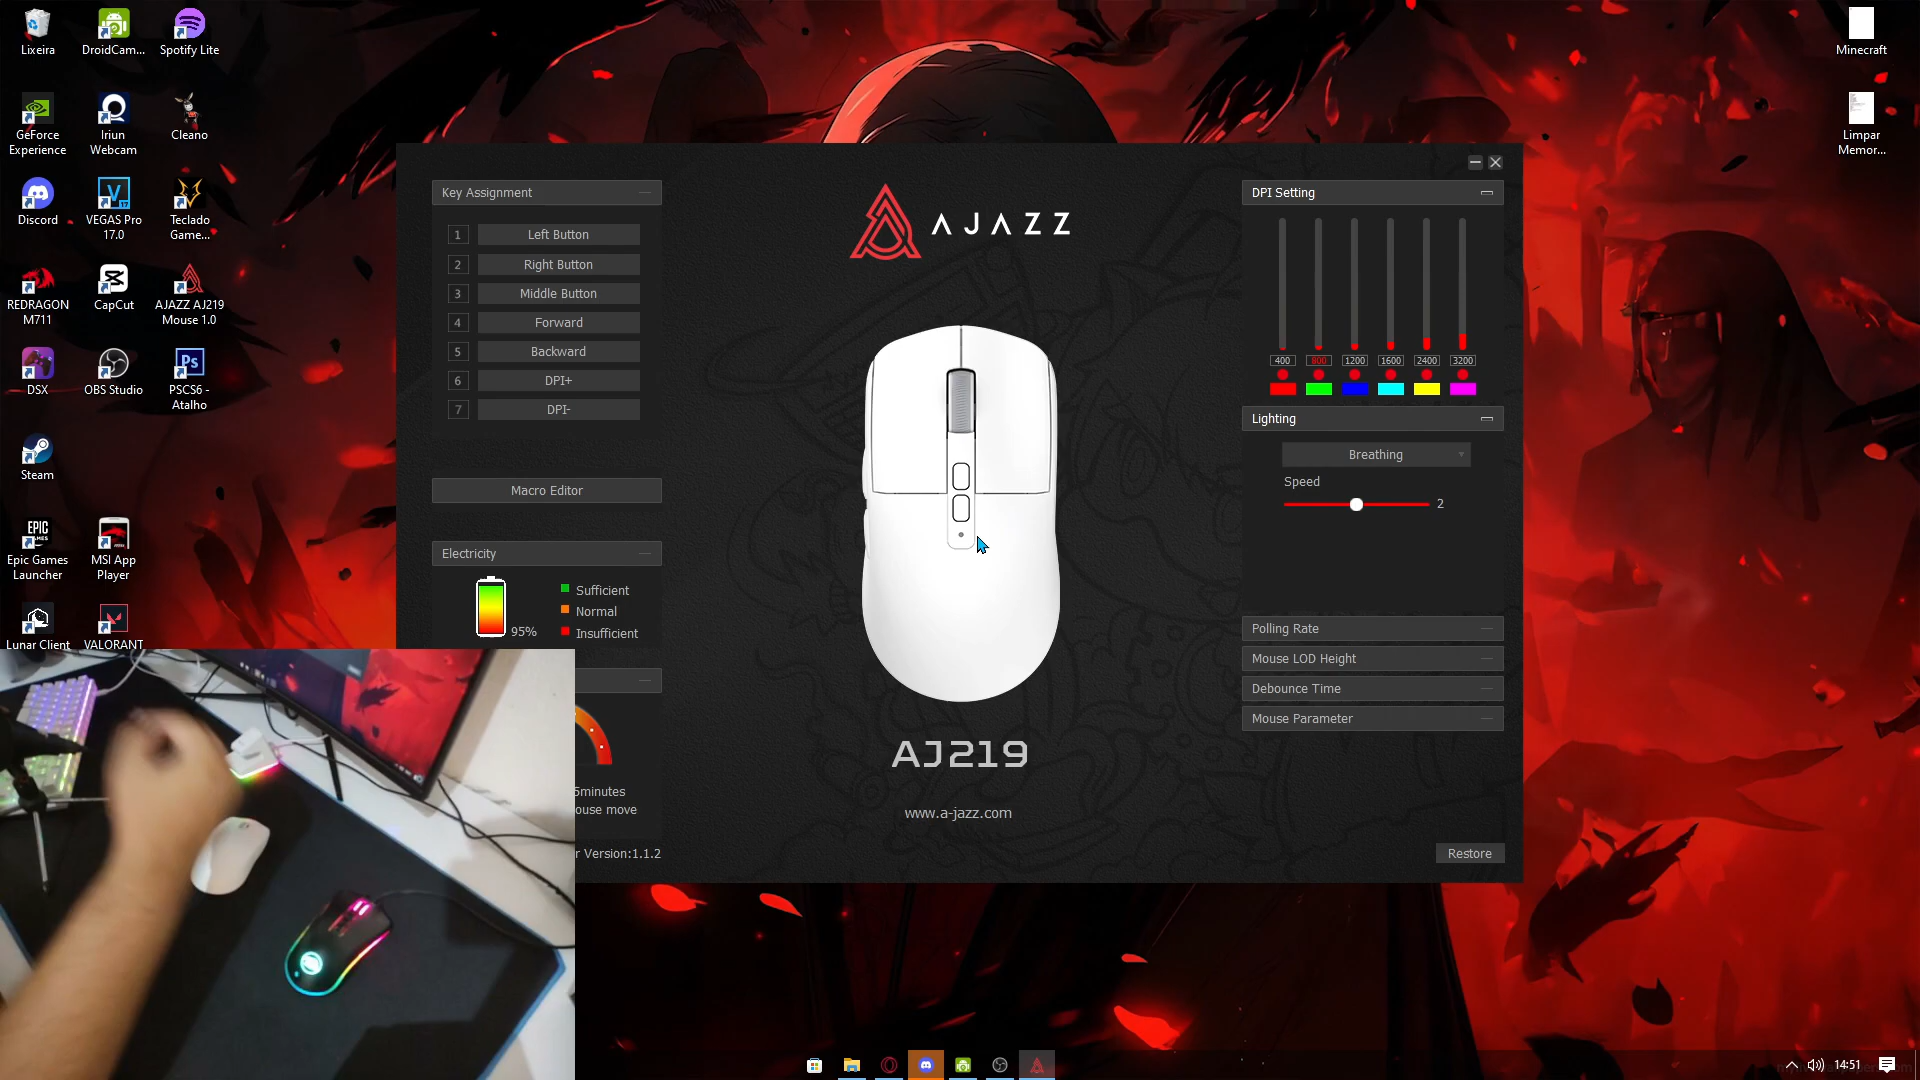 Lixeira
DroidCam...
Spotify Lite
GeForce
Experience
Iriun
Webcam
Cleano
Discord
VEGAS Pro
17.0
Teclado
Game...
REDRAGON
M711
CapCut
AJAZZ AJ219
Mouse 1.0
DSX
OBS Studio
PSCS6 -
Atalho
Steam
Epic Games
Launcher
MSI App
Player
Lunar Client
VALORANT
Minecraft
Limpar
Memor...
Key Assignment
1 Left Button
2 Right Button
3 Middle Button
4 Forward
5 Backward
6 DPI+
7 DPI-
Macro Editor
Electricity
95%
Sufficient
Normal
Insufficient
5minutes
ouse move
r Version:1.1.2
AJAZZ
AJ219
www.a-jazz.com
DPI Setting
400 800 1200 1600 2400 3200
Lighting
Breathing
Speed
2
Polling Rate
Mouse LOD Height
Debounce Time
Mouse Parameter
Restore
14:51